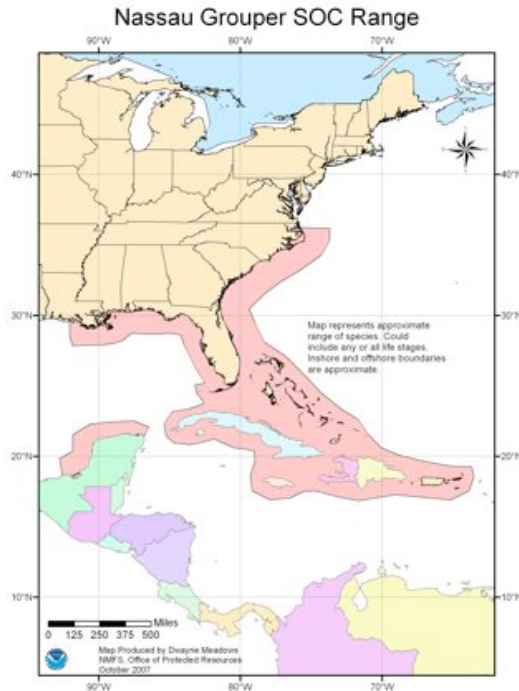 Nassau Grouper SOC Range
90°W 80°W 70°W
40°N 40°N
30°N 30°N
Map represents approximate
range of species. Could
include any or all life stages.
Inshore and offshore boundaries
are approximate.
20°N 20°N
10°N 10°N
Miles
0 125 250 375 500
Map Produced by Dwayne Meadows
NMFS. Office of Protected Resources
October 2007
90°W 80°W 70°W